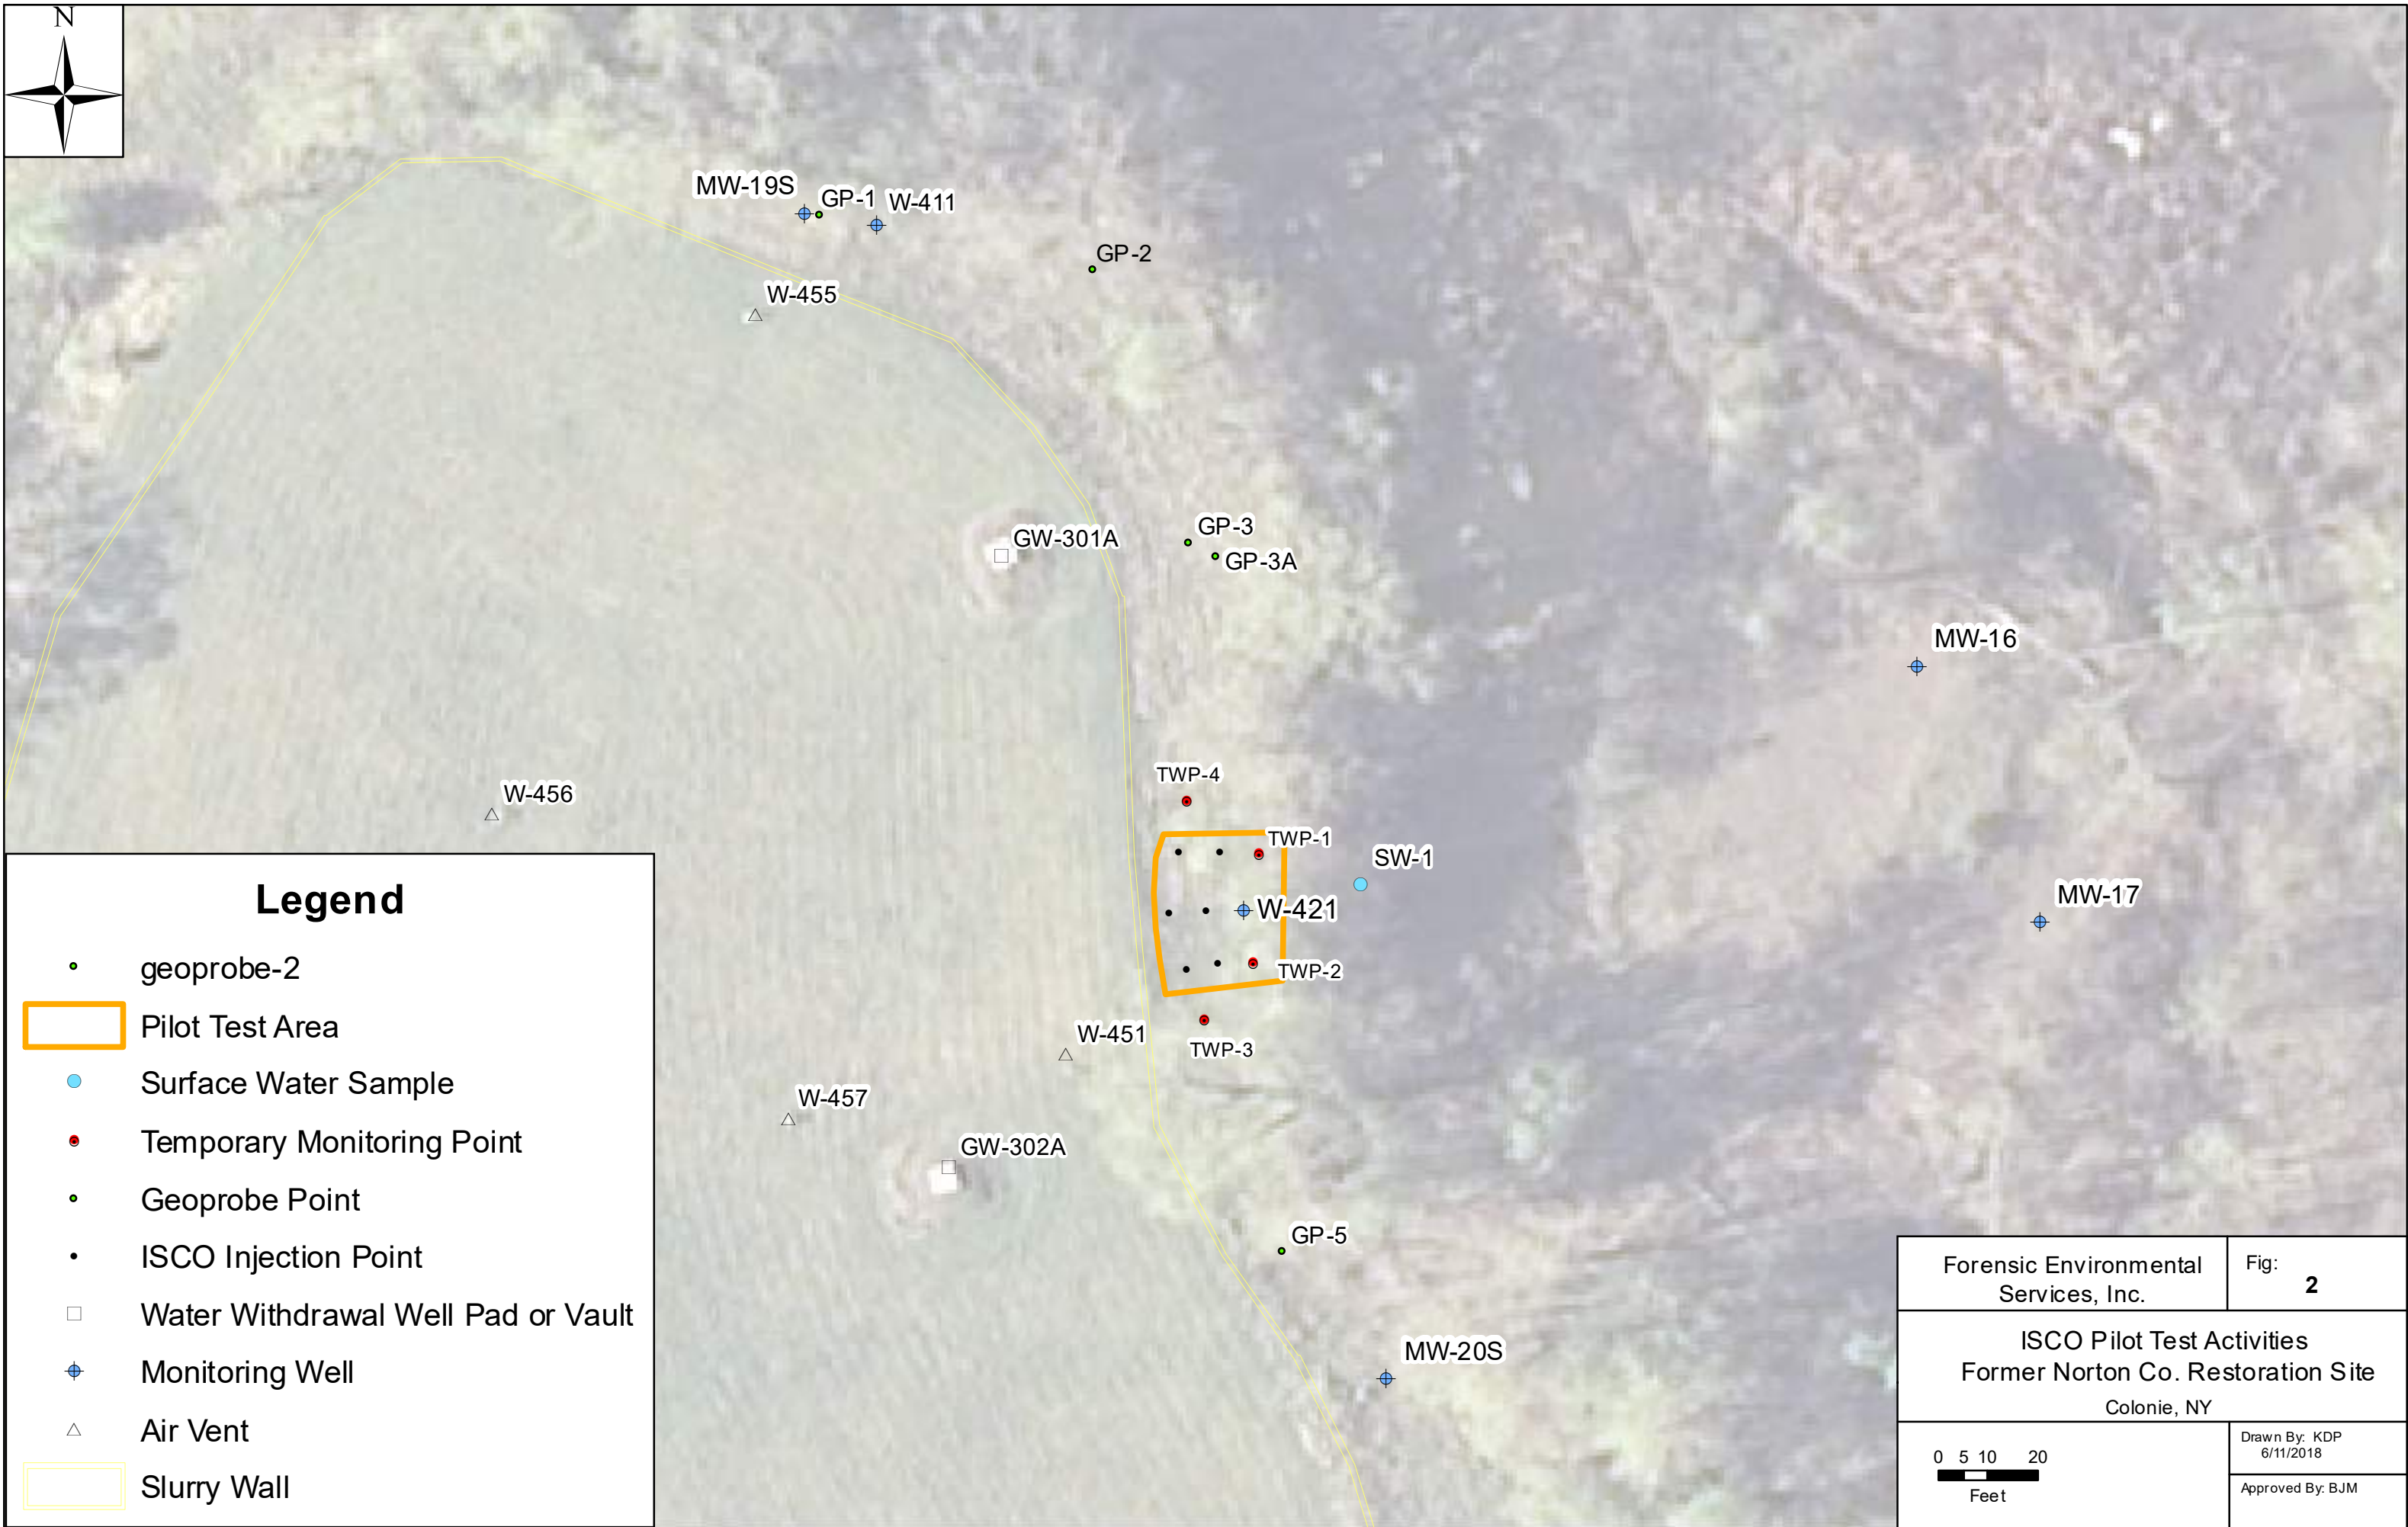 N
MW-19S
GP-1
W-411
GP-2
W-455
GW-301A
GP-3
GP-3A
MW-16
TWP-4
W-456
TWP-1
SW-1
W-421
MW-17
TWP-2
W-451
TWP-3
W-457
GW-302A
GP-5
MW-20S
Legend
geoprobe-2
Pilot Test Area
Surface Water Sample
Temporary Monitoring Point
Geoprobe Point
ISCO Injection Point
Water Withdrawal Well Pad or Vault
Monitoring Well
Air Vent
Slurry Wall
Forensic Environmental
Services, Inc.
Fig:
2
ISCO Pilot Test Activities
Former Norton Co. Restoration Site
Colonie, NY
0 5 10 20
Feet
Drawn By: KDP
6/11/2018
Approved By: BJM